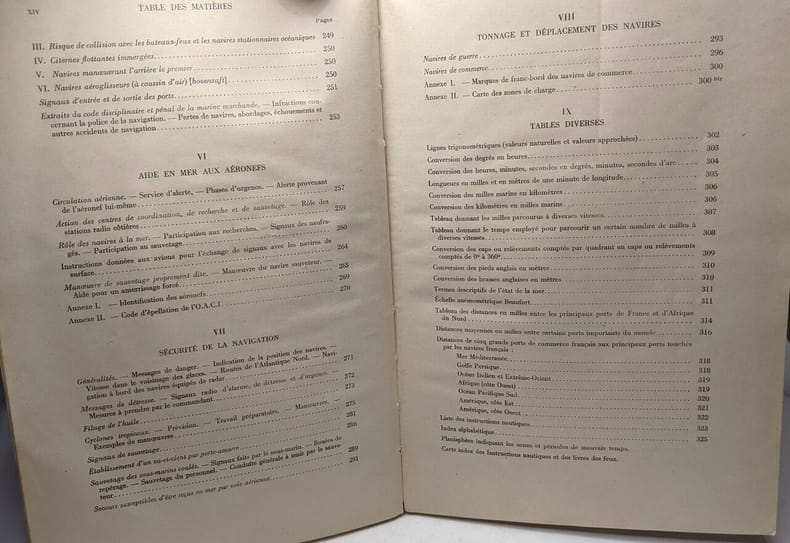 XIV TABLE DES MATIÈRES
Pages
III. Risque de collision avec les bateaux-feux et les navires stationnaires océaniques 249
IV. Citernes flottantes immergées 250
V. Navires manœuvrant l'arrière le premier 250
VI. Navires aéroglisseurs (à coussin d'air) [hovercraft] 250
Signaux d'entrée et de sortie des ports 251
Extraits du code disciplinaire et pénal de la marine marchande. — Infractions con-
cernant la police de la navigation. — Pertes de navires, abordages, échouements et
autres accidents de navigation 253
VI
AIDE EN MER AUX AÉRONEFS
Circulation aérienne. — Service d'alerte, — Phases d'urgence. — Alerte provenant
de l'aéronef lui-même 257
Action des centres de coordination, de recherche et de sauvetage. — Rôle des
stations radio côtières 259
Rôle des navires à la mer. — Participation aux recherches. — Signaux des naufra-
gés. — Participation au sauvetage 260
Instructions données aux avions pour l'échange de signaux avec les navires de
surface 264
Manœuvre de sauvetage proprement dite. — Manœuvre du navire sauveteur. —
Aide pour un amerrissage forcé 265
Annexe I. — Identification des aéronefs 269
Annexe II. — Code d'épellation de l'O.A.C.I. 270
VII
SÉCURITÉ DE LA NAVIGATION
Généralités. — Messages de danger. — Indication de la position des navires. —
Vitesse dans le voisinage des glaces. — Routes de l'Atlantique Nord. — Navi-
gation à bord des navires équipés de radar 271
Messages de détresse. — Signaux radio d'alarme, de détresse et d'urgence. —
Mesures à prendre par le commandant 272
Filage de l'huile 273
Cyclones tropicaux. — Prévision. — Travail préparatoire. — Manœuvres. —
Exemples de manœuvres 275
Signaux de sauvetage 281
Établissement d'un va-et-vient par porte-amarre 286
Sauvetage des sous-marins coulés. — Signaux faits par le sous-marin. — Bouées de
repérage. — Sauvetage du personnel. — Conduite générale à tenir par le sauve-
teur 289
Secours susceptibles d'être reçus en mer par voie aérienne 291
VIII
TONNAGE ET DÉPLACEMENT DES NAVIRES
Navires de guerre 293
Navires de commerce 296
Annexe I. — Marques de franc-bord des navires de commerce 300
Annexe II. — Carte des zones de charge 300 bis
IX
TABLES DIVERSES
Lignes trigonométriques (valeurs naturelles et valeurs approchées) 302
Conversion des degrés en heures 303
Conversion des heures, minutes, secondes en degrés, minutes, secondes d'arc 304
Longueurs en milles et en mètres de une minute de longitude 305
Conversion des milles marins en kilomètres 306
Conversion des kilomètres en milles marins 306
Tableau donnant les milles parcourus à diverses vitesses 307
Tableau donnant le temps employé pour parcourir un certain nombre de milles à
diverses vitesses 308
Conversion des caps ou relèvements comptés par quadrant en caps ou relèvements
comptés de 0° à 360° 309
Conversion des pieds anglais en mètres 310
Conversion des brasses anglaises en mètres 310
Termes descriptifs de l'état de la mer 311
Échelle anémométrique Beaufort 311
Tableau des distances en milles entre les principaux ports de France et d'Afrique
du Nord 314
Distances moyennes en milles entre certains ports importants du monde 316
Distances de cinq grands ports de commerce français aux principaux ports touchés
par les navires français :
Mer Méditerranée 318
Golfe Persique 318
Océan Indien et Extrême-Orient 319
Afrique (côte Ouest) 319
Océan Pacifique Sud 320
Amérique, côte Est 321
Amérique, côte Ouest 322
Liste des instructions nautiques 323
Index alphabétique 325
Planisphère indiquant les zones et périodes de mauvais temps.
Carte index des Instructions nautiques et des livres des feux.